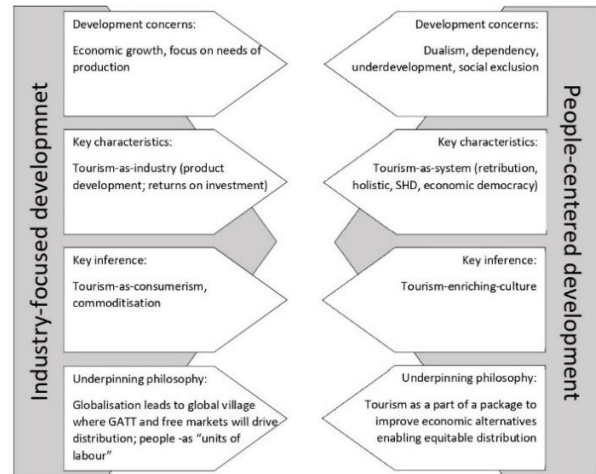 Industry-focused developmnet
Development concerns:
Economic growth, focus on needs of
production
Key characteristics:
Tourism-as-industry (product
development; returns on investment)
Key inference:
Tourism-as-consumerism,
commoditisation
Underpinning philosophy:
Globalisation leads to global village
where GATT and free markets will drive
distribution; people -as “units of
labour”
Development concerns:
Dualism, dependency,
underdevelopment, social exclusion
Key characteristics:
Tourism-as-system (retribution,
holistic, SHD, economic democracy)
Key inference:
Tourism-enriching-culture
Underpinning philosophy:
Tourism as a part of a package to
improve economic alternatives
enabling equitable distribution
People-centered development